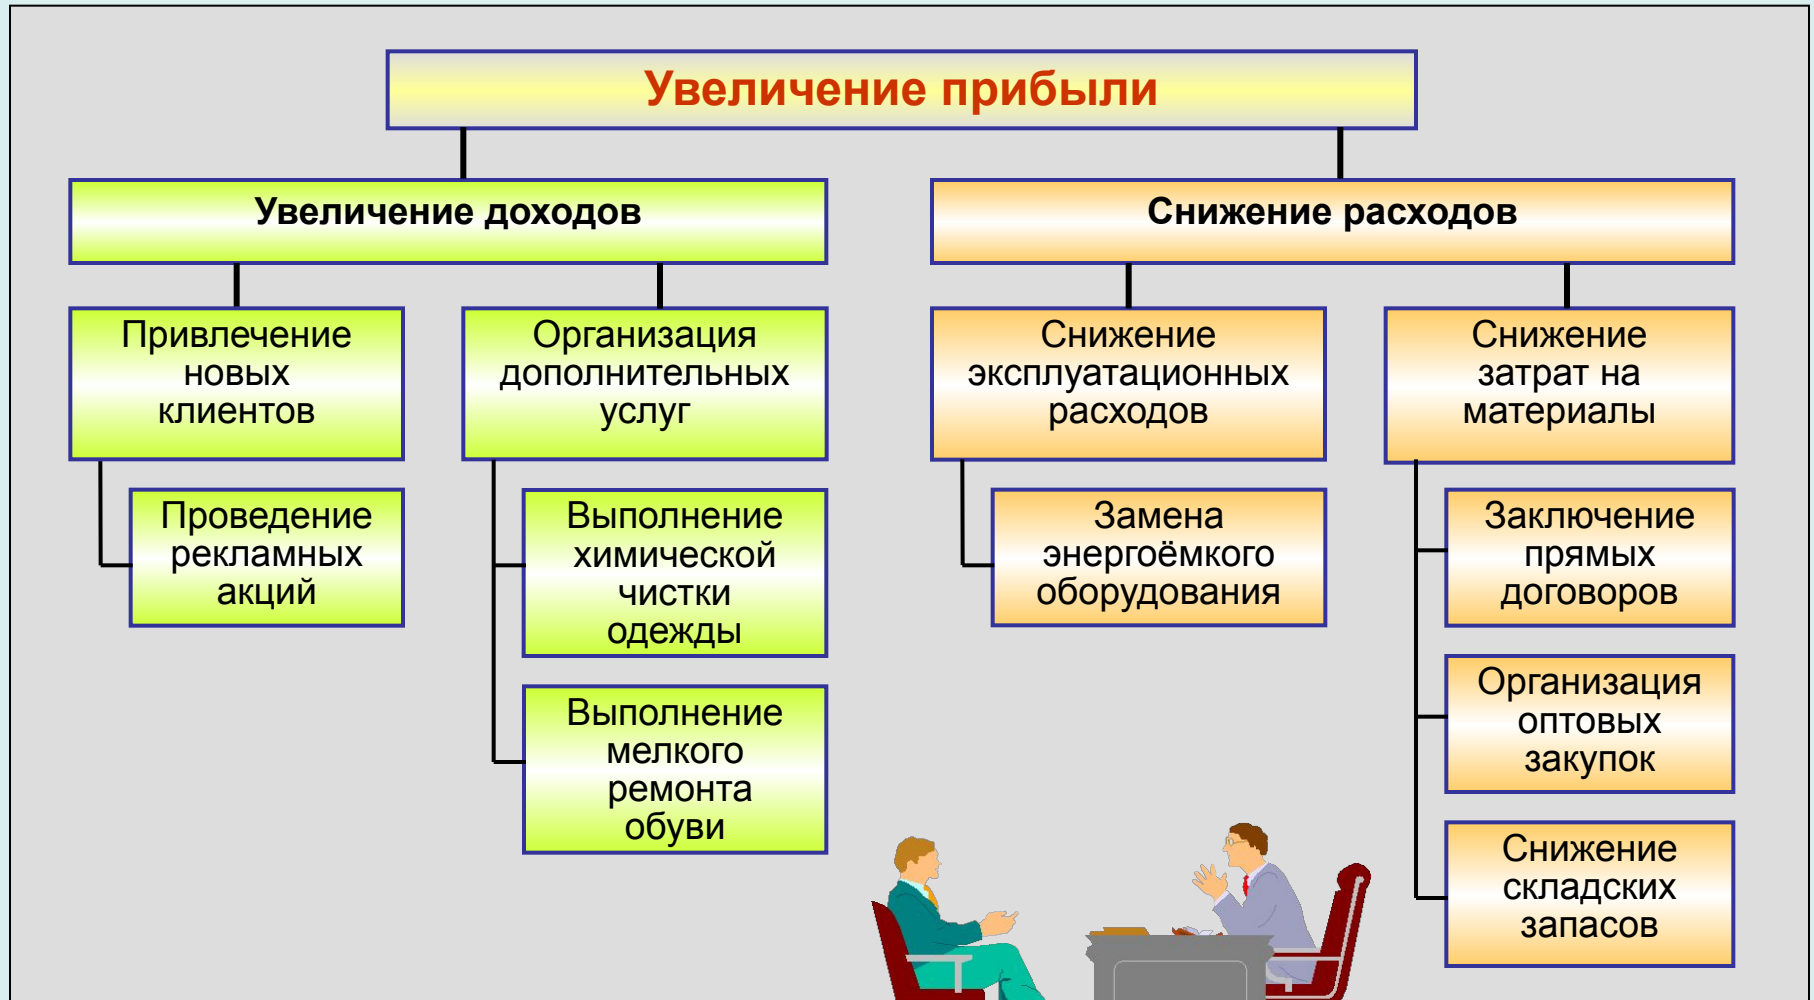 Увеличение прибыли
Увеличение доходов
Снижение расходов
Привлечение
новых
клиентов
Организация
дополнительных
услуг
Снижение
эксплуатационных
расходов
Снижение
затрат на
материалы
Проведение
рекламных
акций
Выполнение
химической
чистки
одежды
Замена
энергоёмкого
оборудования
Заключение
прямых
договоров
Выполнение
мелкого
ремонта
обуви
Организация
оптовых
закупок
Снижение
складских
запасов